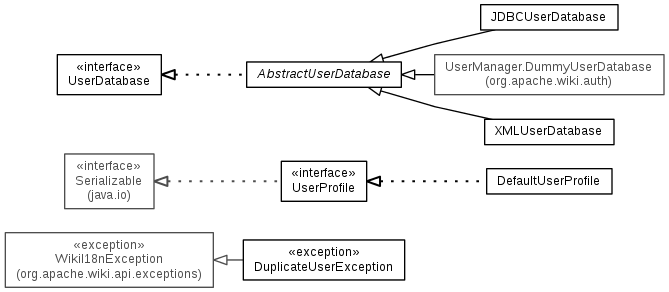 JDBCUserDatabase
«interface»
UserDatabase
AbstractUserDatabase
UserManager.DummyUserDatabase
(org.apache.wiki.auth)
XMLUserDatabase
«interface»
Serializable
(java.io)
«interface»
UserProfile
DefaultUserProfile
«exception»
WikiI18nException
(org.apache.wiki.api.exceptions)
«exception»
DuplicateUserException